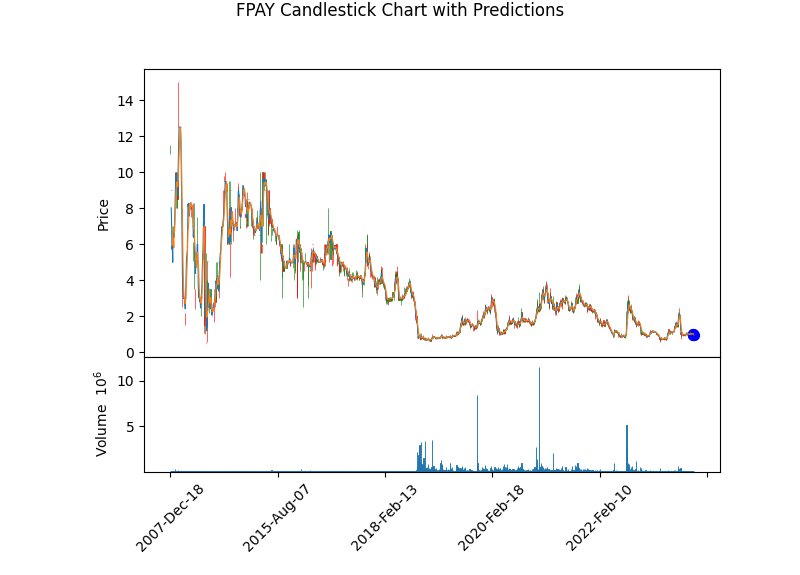 FPAY Candlestick Chart with Predictions
14
12
10
8
6
4
2
0
Price
10
5
Volume 10^6
2007-Dec-18
2015-Aug-07
2018-Feb-13
2020-Feb-18
2022-Feb-10